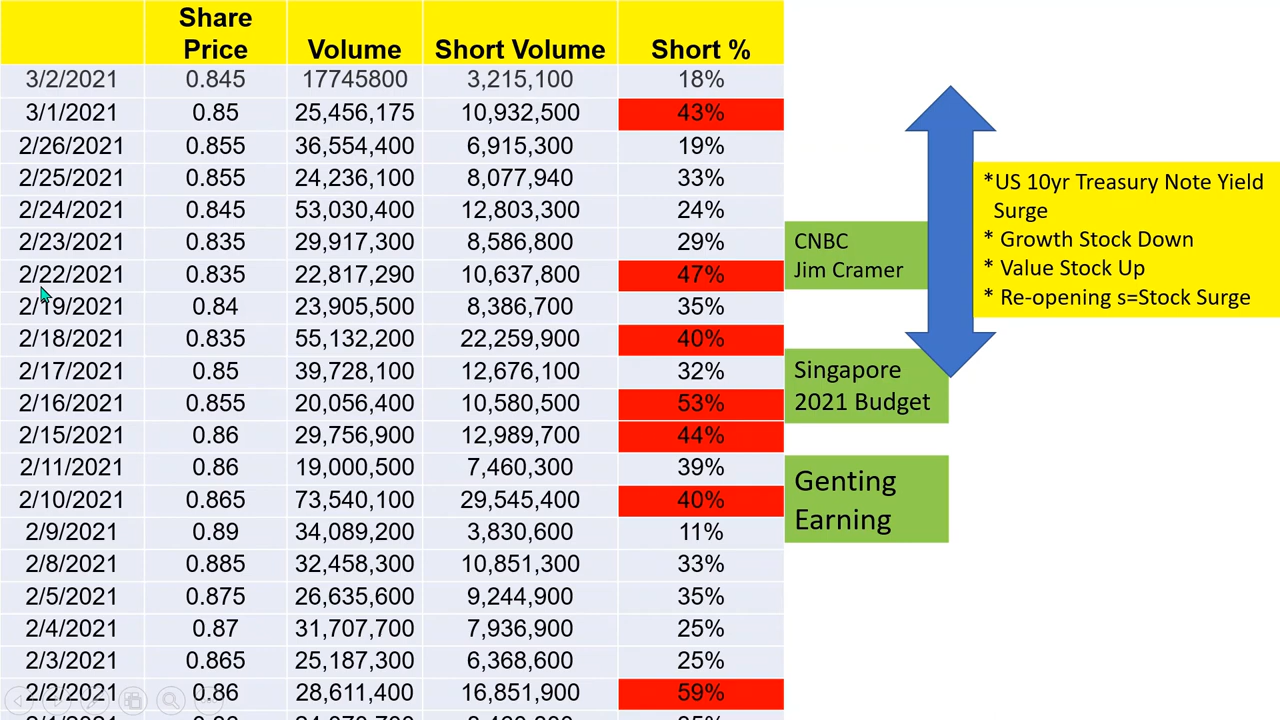 Share
Price Volume Short Volume Short %
3/2/2021 0.845 17745800 3,215,100 18%
3/1/2021 0.85 25,456,175 10,932,500 43%
2/26/2021 0.855 36,554,400 6,915,300 19%
2/25/2021 0.855 24,236,100 8,077,940 33%
2/24/2021 0.845 53,030,400 12,803,300 24%
2/23/2021 0.835 29,917,300 8,586,800 29%
2/22/2021 0.835 22,817,290 10,637,800 47%
2/19/2021 0.84 23,905,500 8,386,700 35%
2/18/2021 0.835 55,132,200 22,259,900 40%
2/17/2021 0.85 39,728,100 12,676,100 32%
2/16/2021 0.855 20,056,400 10,580,500 53%
2/15/2021 0.86 29,756,900 12,989,700 44%
2/11/2021 0.86 19,000,500 7,460,300 39%
2/10/2021 0.865 73,540,100 29,545,400 40%
2/9/2021 0.89 34,089,200 3,830,600 11%
2/8/2021 0.885 32,458,300 10,851,300 33%
2/5/2021 0.875 26,635,600 9,244,900 35%
2/4/2021 0.87 31,707,700 7,936,900 25%
2/3/2021 0.865 25,187,300 6,368,600 25%
2/2/2021 0.86 28,611,400 16,851,900 59%
CNBC
Jim Cramer
Singapore
2021 Budget
Genting
Earning
*US 10yr Treasury Note Yield
Surge
* Growth Stock Down
* Value Stock Up
* Re-opening s=Stock Surge